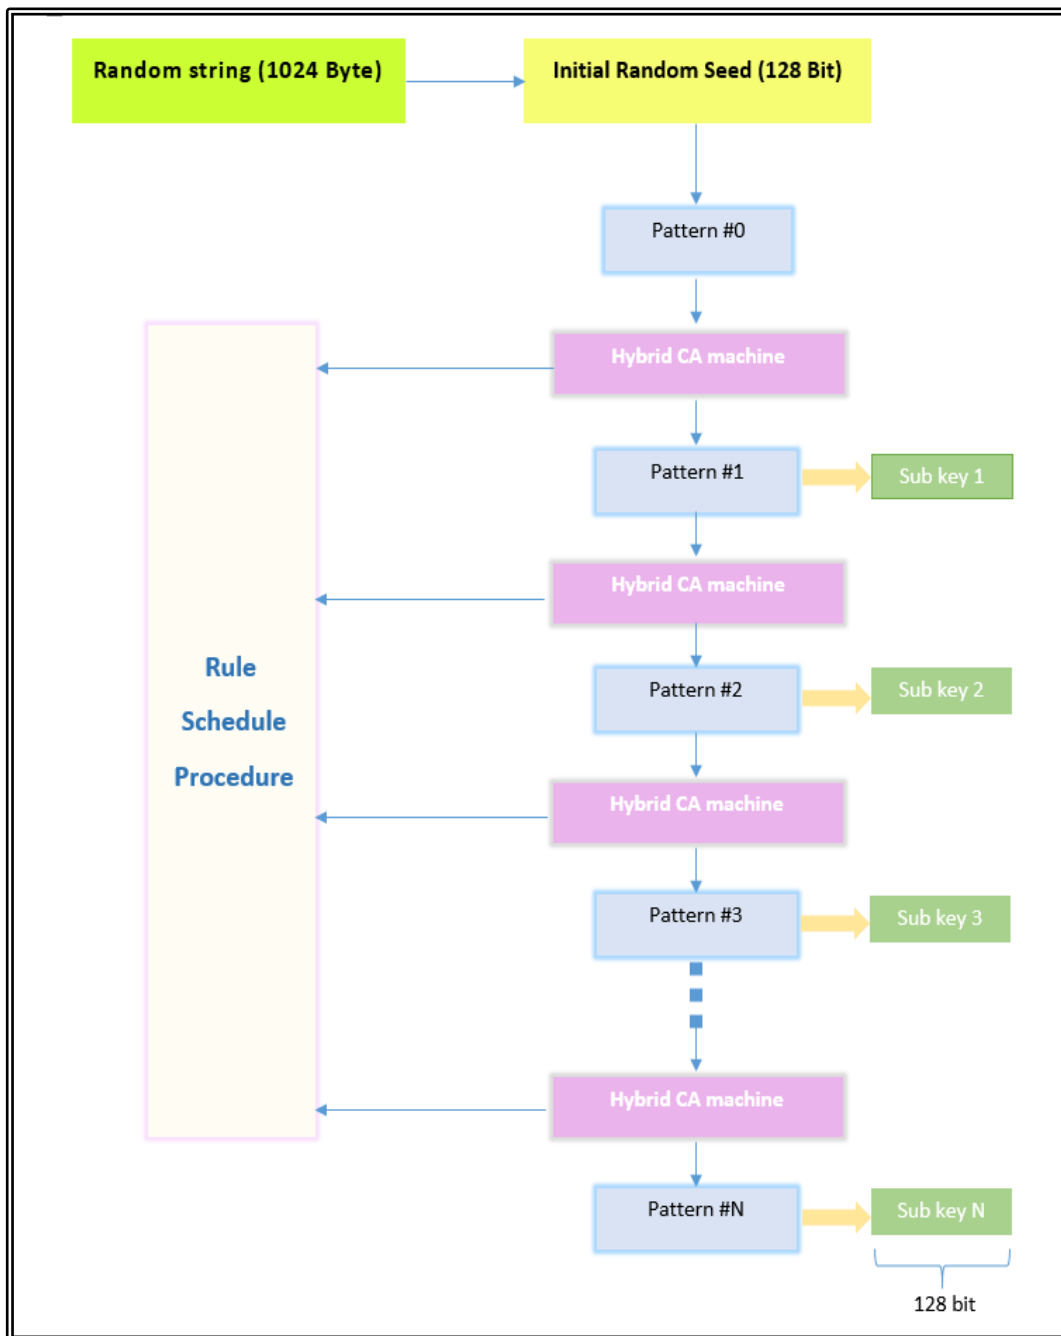 Random string (1024 Byte)
Initial Random Seed (128 Bit)
Pattern #0
Hybrid CA machine
Pattern #1
Sub key 1
Hybrid CA machine
Rule
Schedule
Procedure
Pattern #2
Sub key 2
Hybrid CA machine
Pattern #3
Sub key 3
Hybrid CA machine
Pattern #N
Sub key N
128 bit